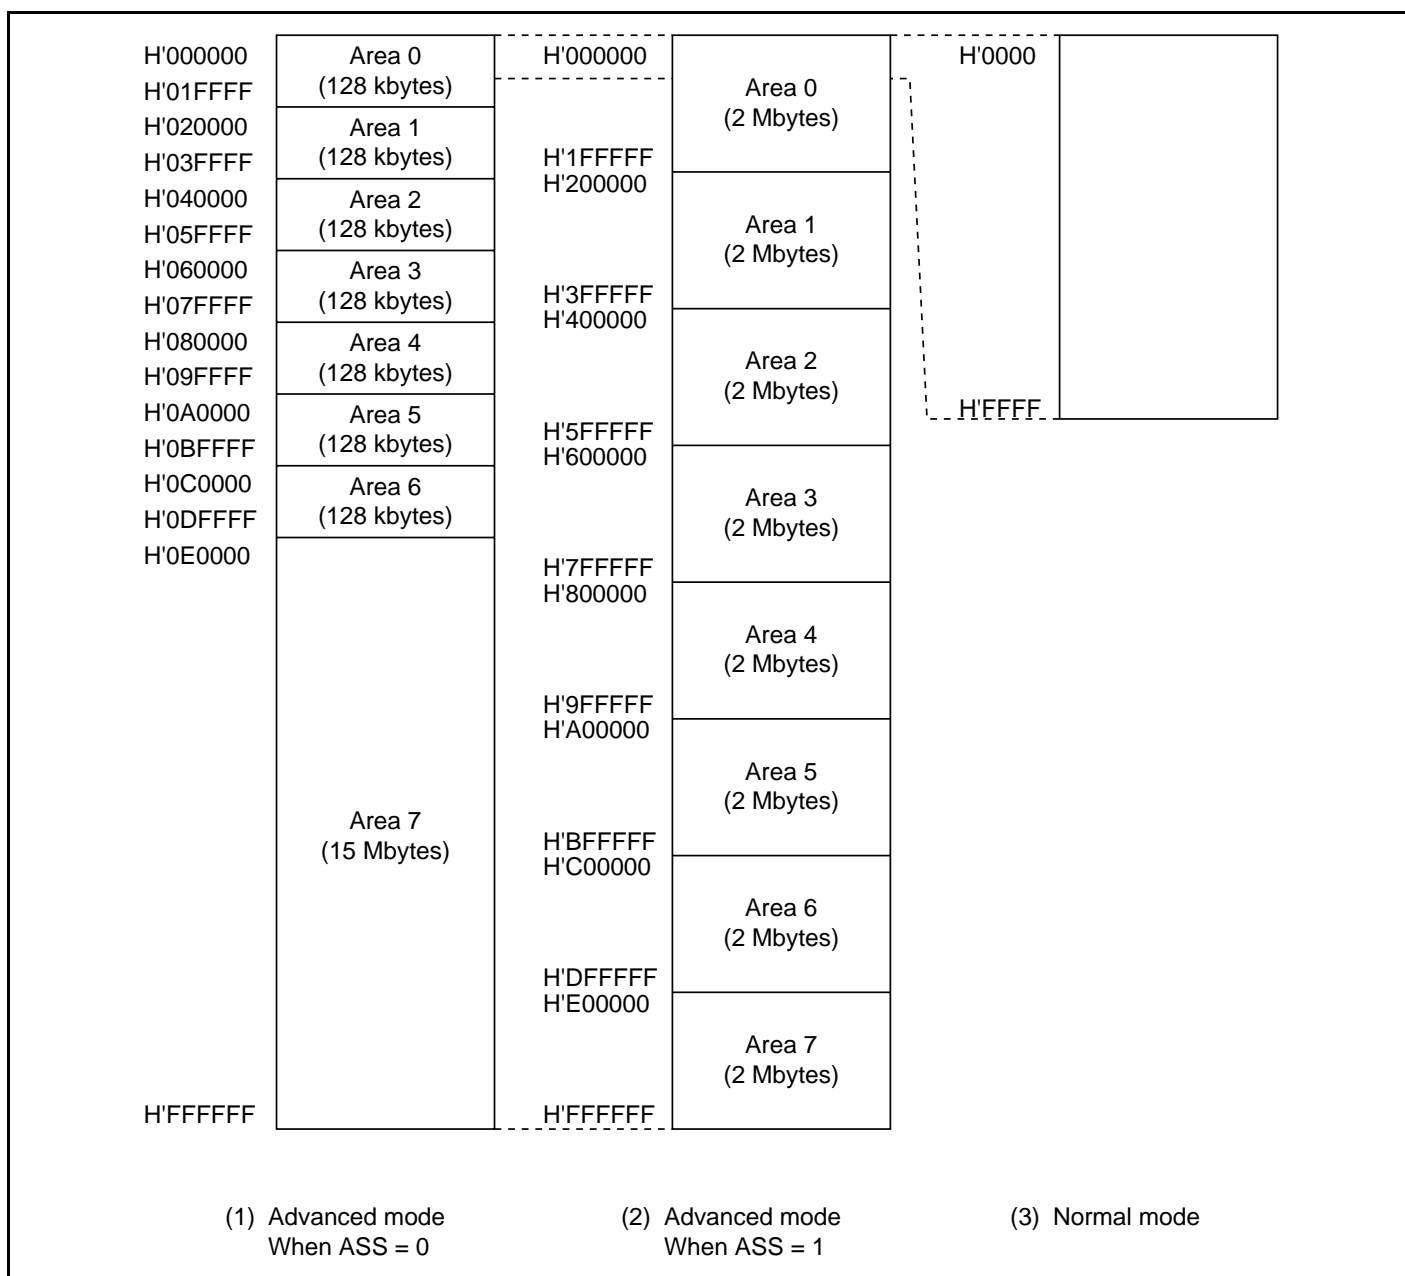 H'000000
H'01FFFF
H'020000
H'03FFFF
H'040000
H'05FFFF
H'060000
H'07FFFF
H'080000
H'09FFFF
H'0A0000
H'0BFFFF
H'0C0000
H'0DFFFF
H'0E0000
H'FFFFFF
Area 0
(128 kbytes)
Area 1
(128 kbytes)
Area 2
(128 kbytes)
Area 3
(128 kbytes)
Area 4
(128 kbytes)
Area 5
(128 kbytes)
Area 6
(128 kbytes)
Area 7
(15 Mbytes)
(1) Advanced mode
When ASS = 0
H'000000
H'1FFFFF
H'200000
H'3FFFFF
H'400000
H'5FFFFF
H'600000
H'7FFFFF
H'800000
H'9FFFFF
H'A00000
H'BFFFFF
H'C00000
H'DFFFFF
H'E00000
H'FFFFFF
Area 0
(2 Mbytes)
Area 1
(2 Mbytes)
Area 2
(2 Mbytes)
Area 3
(2 Mbytes)
Area 4
(2 Mbytes)
Area 5
(2 Mbytes)
Area 6
(2 Mbytes)
Area 7
(2 Mbytes)
(2) Advanced mode
When ASS = 1
H'0000
H'FFFF
(3) Normal mode